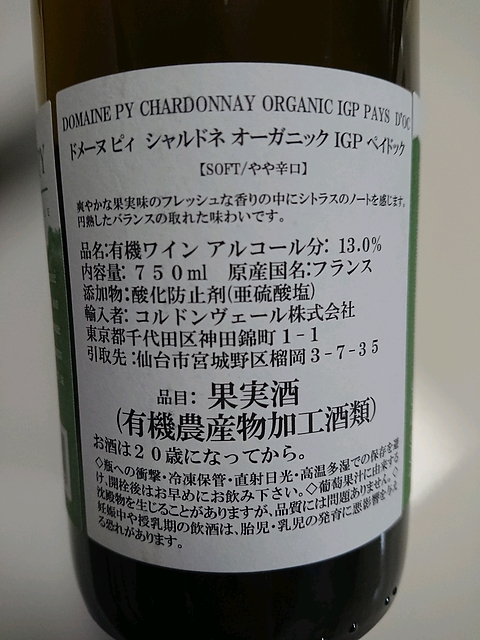 DOMAINE PY CHARDONNAY ORGANIC IGP PAYS D'OC
ドメーヌ ピィ シャルドネ オーガニック IGP ペイドック
【SOFT/やや辛口】
爽やかな果実味のフレッシュな香りの中にシトラスのノートを感じます。
円熟したバランスの取れた味わいです。
品名:有機ワイン アルコール分: 13.0%
内容量: 750ml 原産国名:フランス
添加物:酸化防止剤(亜硫酸塩)
輸入者: コルドンヴェール株式会社
東京都千代田区神田錦町1-1
引取先:仙台市宮城野区榴岡3-7-35
品目: 果実酒
(有機農産物加工酒類)
お酒は20歳になってから。
◇瓶への衝撃・冷凍保管・直射日光・高温多湿での保存を避
け、開栓後はお早めにお飲み下さい。◇葡萄果汁に由来する
沈殿物を生じることがありますが、品質には問題ありません。◇
妊娠中や授乳期の飲酒は、胎児・乳児の発育に悪影響を与え
る恐れがあります。